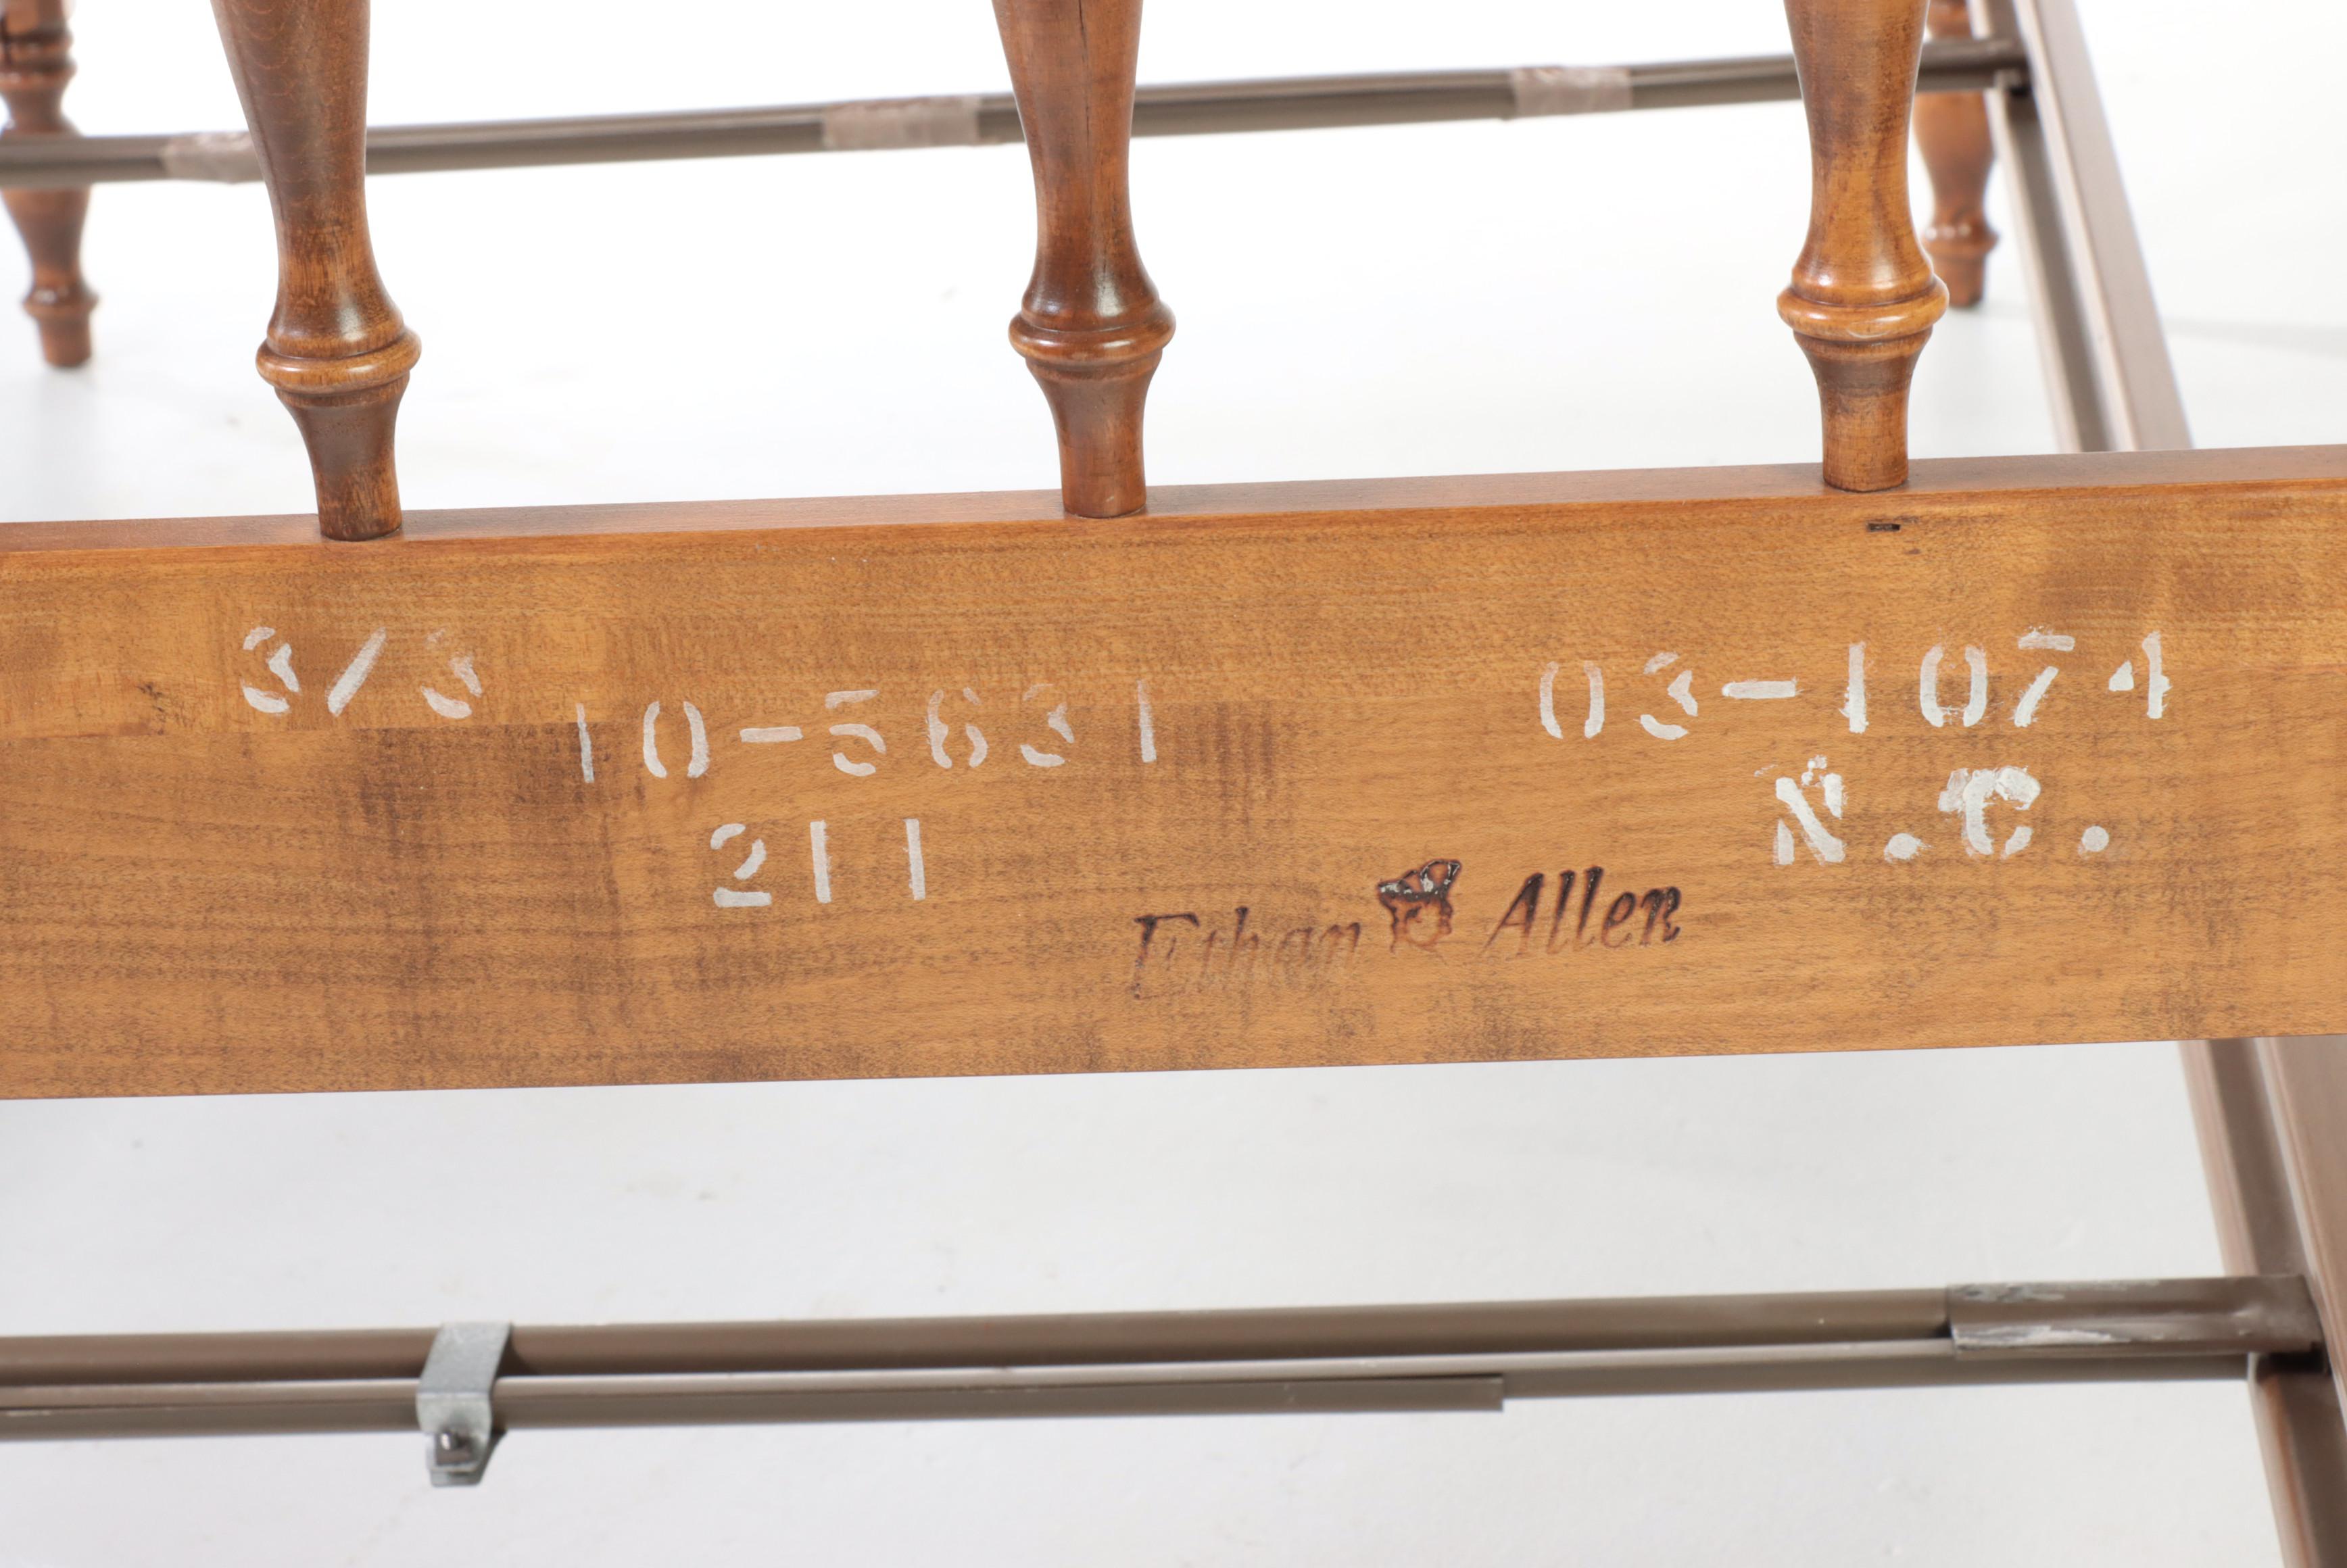 3/3
10-5631
211
03-1074
N.C.
Ethan Allen